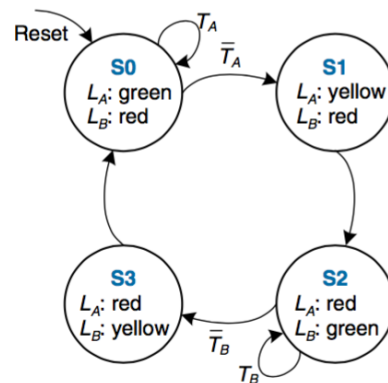 Reset
T_A
T̅_A
S0
L_A: green
L_B: red
S1
L_A: yellow
L_B: red
S3
L_A: red
L_B: yellow
S2
L_A: red
L_B: green
T̅_B
T_B